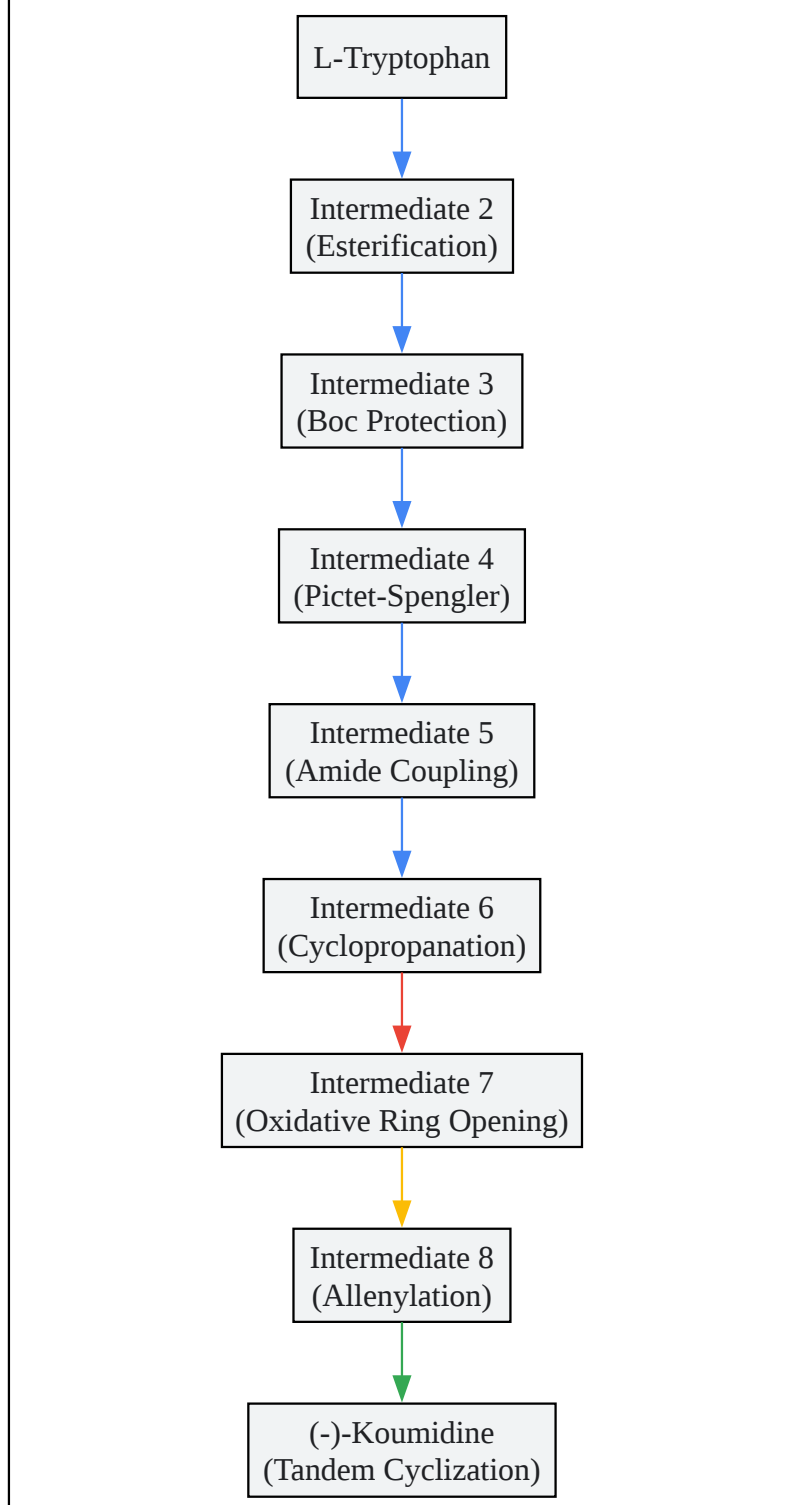 L-Tryptophan
Intermediate 2
(Esterification)
Intermediate 3
(Boc Protection)
Intermediate 4
(Pictet-Spengler)
Intermediate 5
(Amide Coupling)
Intermediate 6
(Cyclopropanation)
Intermediate 7
(Oxidative Ring Opening)
Intermediate 8
(Allenylation)
(-)-Koumidine
(Tandem Cyclization)